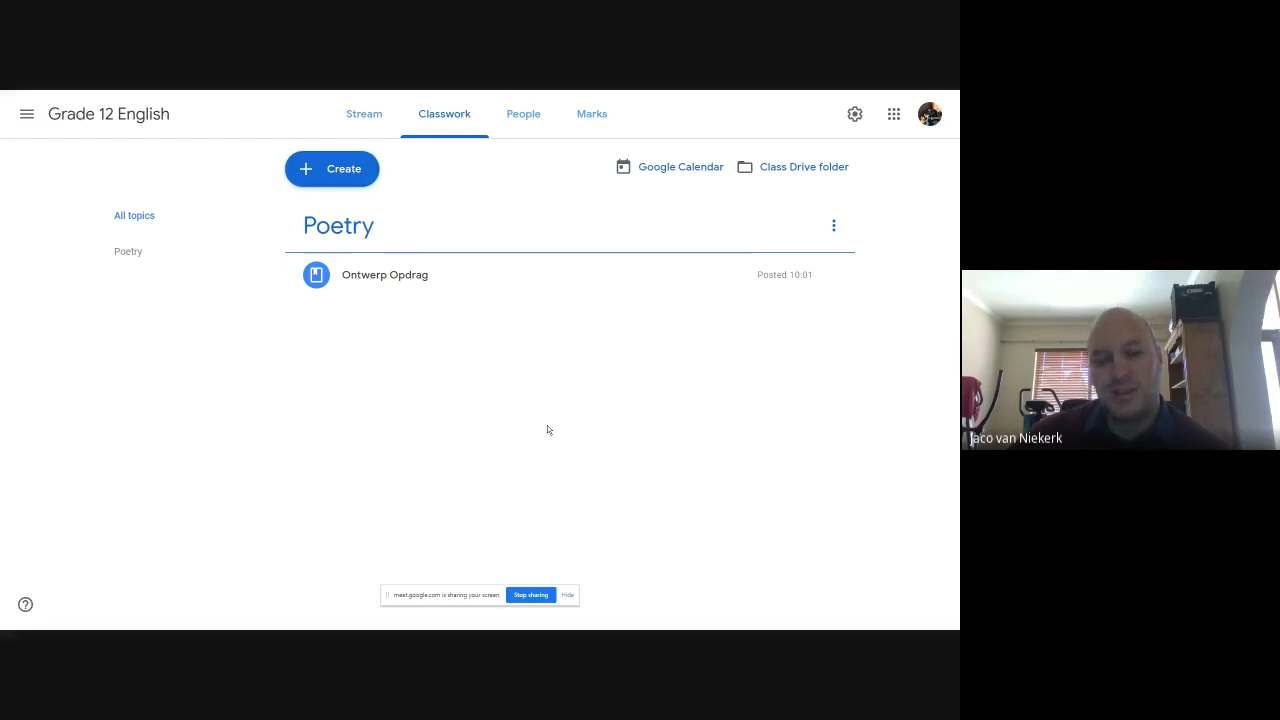 Grade 12 English
Stream
Classwork
People
Marks
Create
Google Calendar
Class Drive folder
All topics
Poetry
Poetry
Ontwerp Opdrag
Posted 10:01
meet.google.com is sharing your screen.
Stop sharing
Hide
Jaco van Niekerk